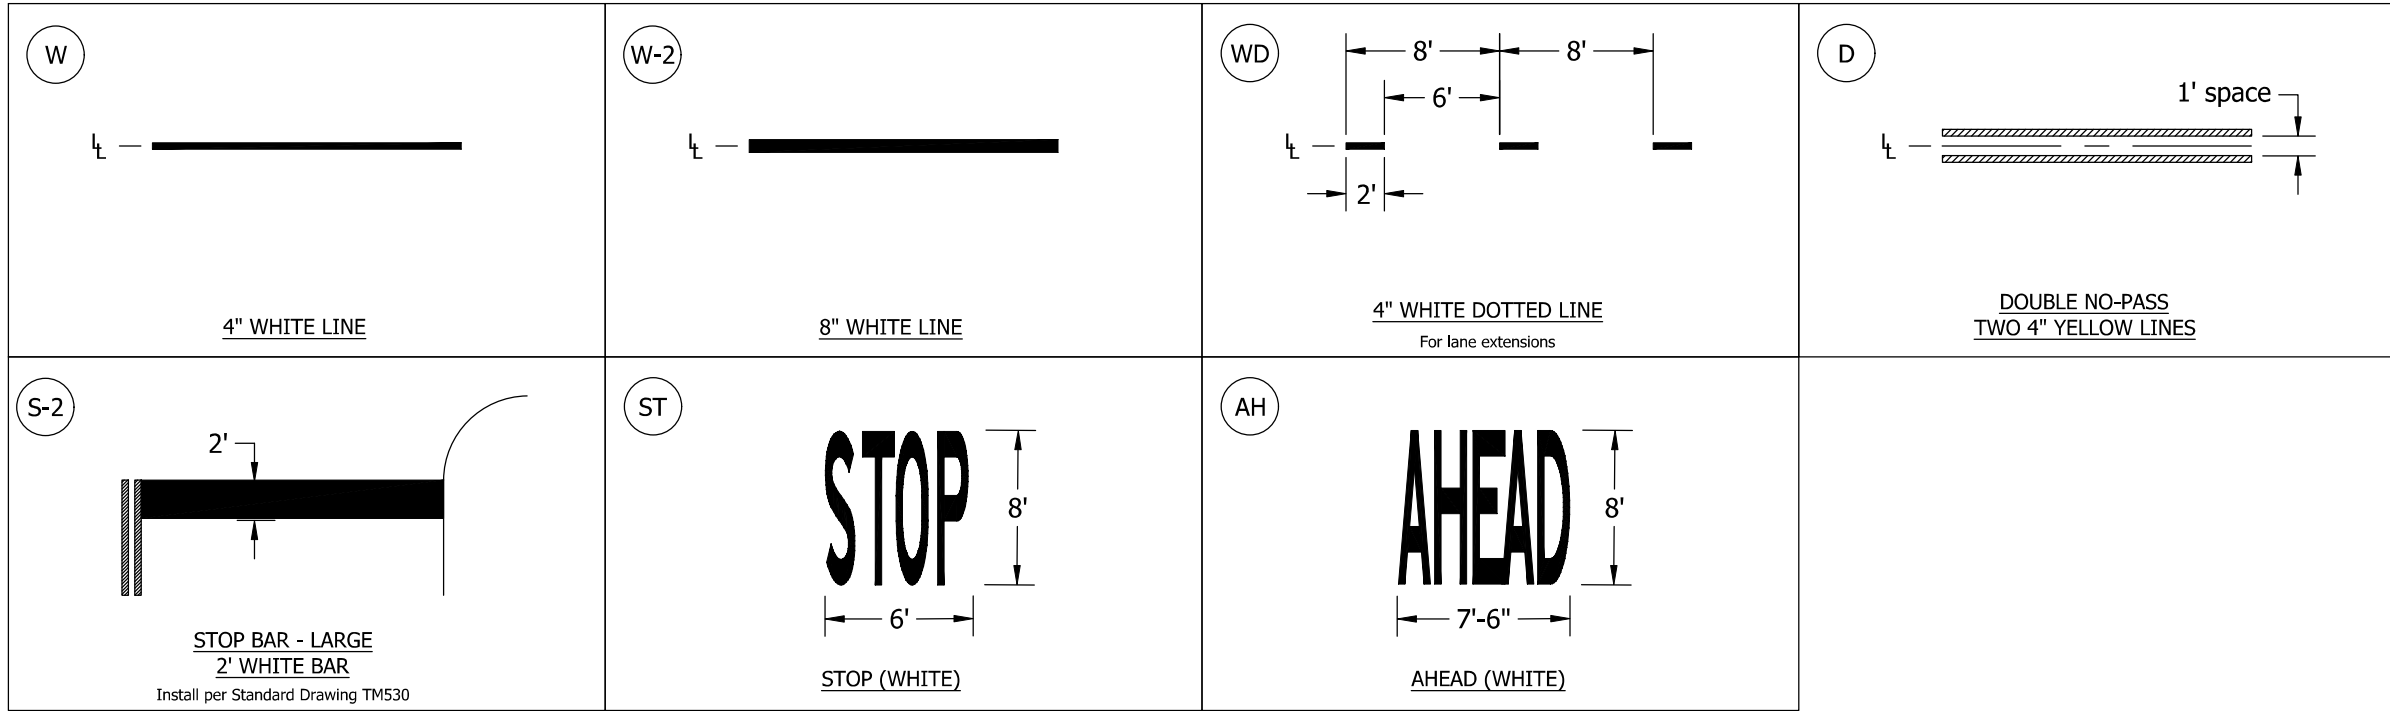 W
Ł
4" WHITE LINE
W-2
Ł
8" WHITE LINE
WD
8' 8'
6'
Ł
2'
4" WHITE DOTTED LINE
For lane extensions
D
1' space
Ł
DOUBLE NO-PASS
TWO 4" YELLOW LINES
S-2
2'
STOP BAR - LARGE
2' WHITE BAR
Install per Standard Drawing TM530
ST
STOP
8'
6'
STOP (WHITE)
AH
AHEAD
8'
7'-6"
AHEAD (WHITE)